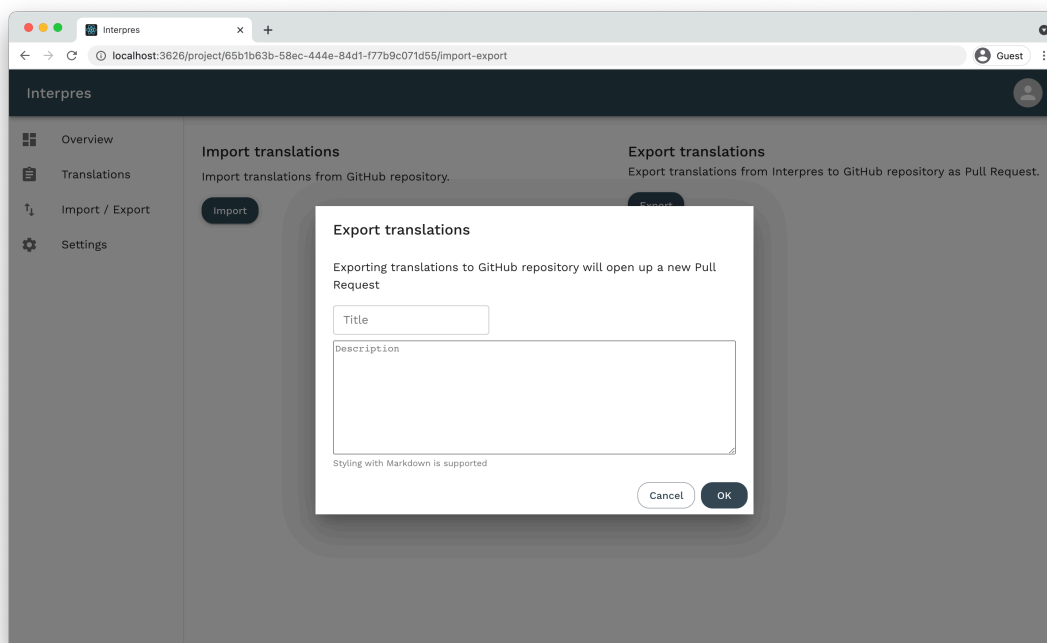 Interpres
localhost:3626/project/65b1b63b-58ec-444e-84d1-f77b9c071d55/import-export
Guest
Interpres
Overview
Translations
Import / Export
Settings
Import translations
Import translations from GitHub repository.
Import
Export translations
Export translations from Interpres to GitHub repository as Pull Request.
Export
Export translations
Exporting translations to GitHub repository will open up a new Pull
Request
Title
Description
Styling with Markdown is supported
Cancel
OK